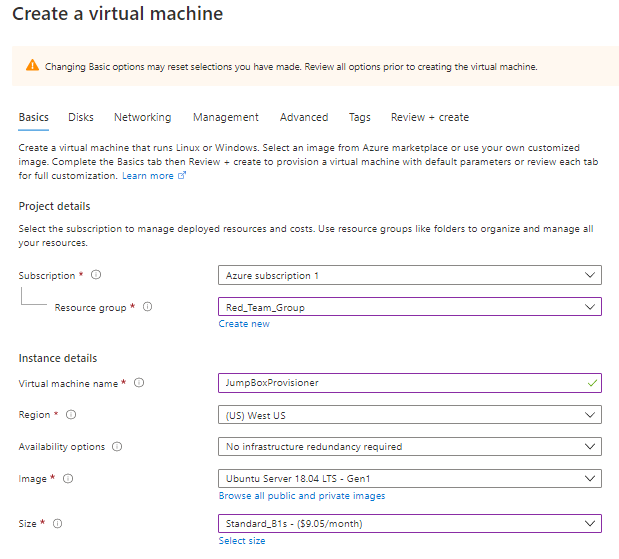 Create a virtual machine
Changing Basic options may reset selections you have made. Review all options prior to creating the virtual machine.
Basics Disks Networking Management Advanced Tags Review + create
Create a virtual machine that runs Linux or Windows. Select an image from Azure marketplace or use your own customized
image. Complete the Basics tab then Review + create to provision a virtual machine with default parameters or review each tab
for full customization. Learn more
Project details
Select the subscription to manage deployed resources and costs. Use resource groups like folders to organize and manage all
your resources.
Subscription * Azure subscription 1
Resource group * Red_Team_Group
Create new
Instance details
Virtual machine name * JumpBoxProvisioner
Region * (US) West US
Availability options No infrastructure redundancy required
Image * Ubuntu Server 18.04 LTS - Gen1
Browse all public and private images
Size * Standard_B1s - ($9.05/month)
Select size